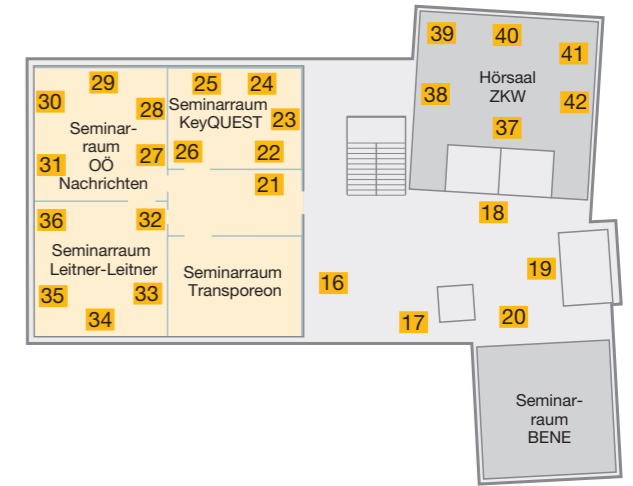 39
40
41
38
Hörsaal
ZKW
42
37
29
30
28
Seminar-
raum
OÖ
Nachrichten
27
31
25
24
Seminarraum
KeyQUEST
23
26
22
21
36
32
Seminarraum
Leitner-Leitner
35
33
34
Seminarraum
Transporeon
18
16
19
17
20
Seminar-
raum
BENE